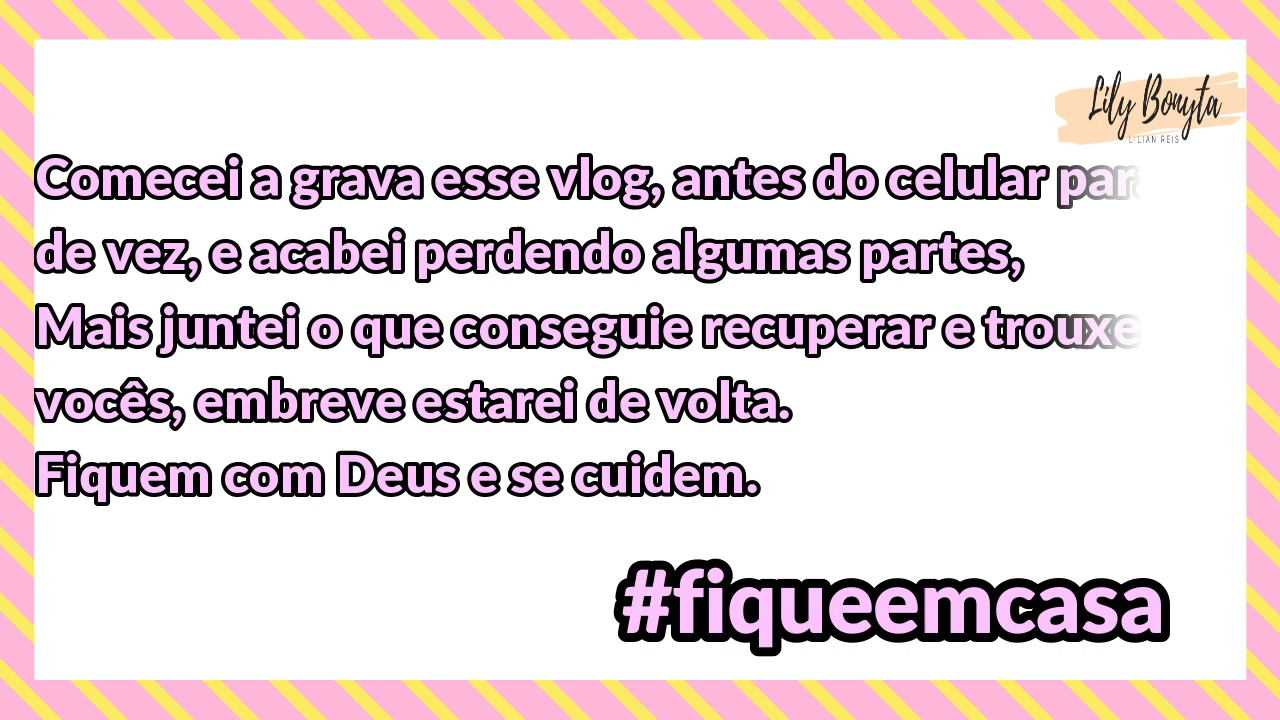 Lily Bonyta
LILIAN REIS
Comecei a grava esse vlog, antes do celular
de vez, e acabei perdendo algumas partes,
Mais juntei o que conseguie recuperar e trouxe
vocês, embreve estarei de volta.
Fiquem com Deus e se cuidem.
#fiqueemcasa